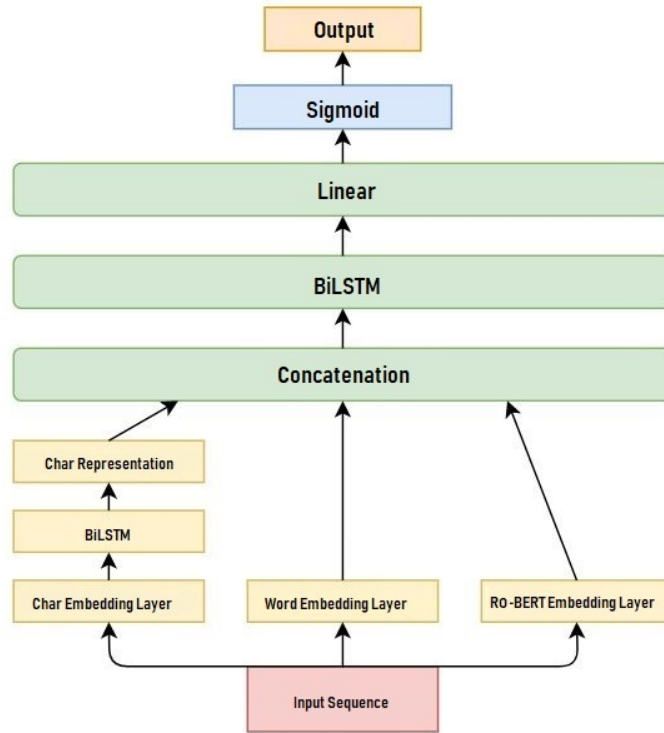 Output
Sigmoid
Linear
BiLSTM
Concatenation
Char Representation
BiLSTM
Char Embedding Layer
Word Embedding Layer
RO-BERT Embedding Layer
Input Sequence